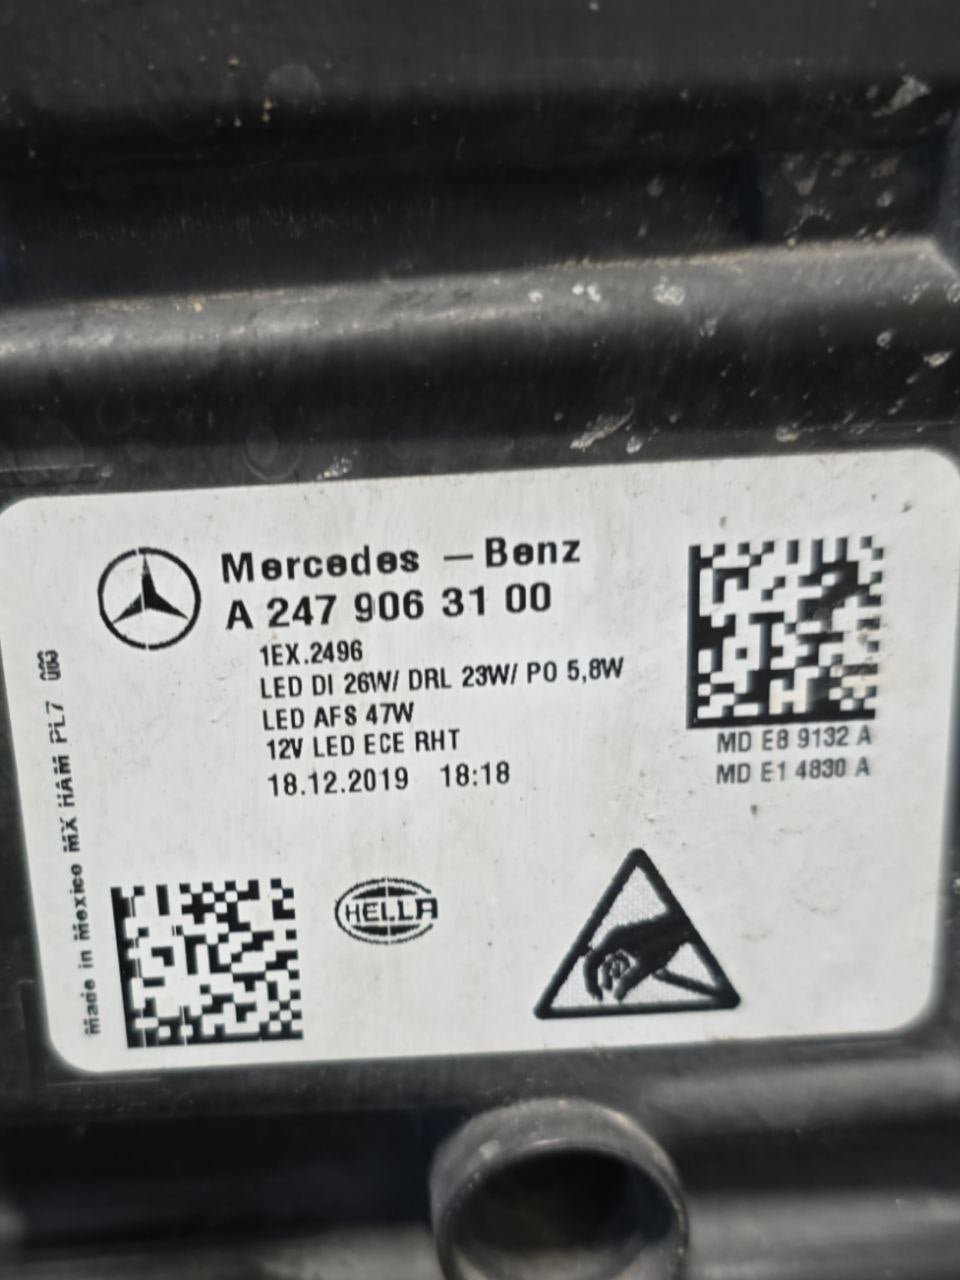 Mercedes – Benz
A 247 906 31 00
1EX.2496
LED DI 26W/ DRL 23W/ PO 5,8W
LED AFS 47W
12V LED ECE RHT
18.12.2019 18:18
MD E8 9132 A
MD E1 4830 A
HELLA
Made in Mexico MX HAM PL7